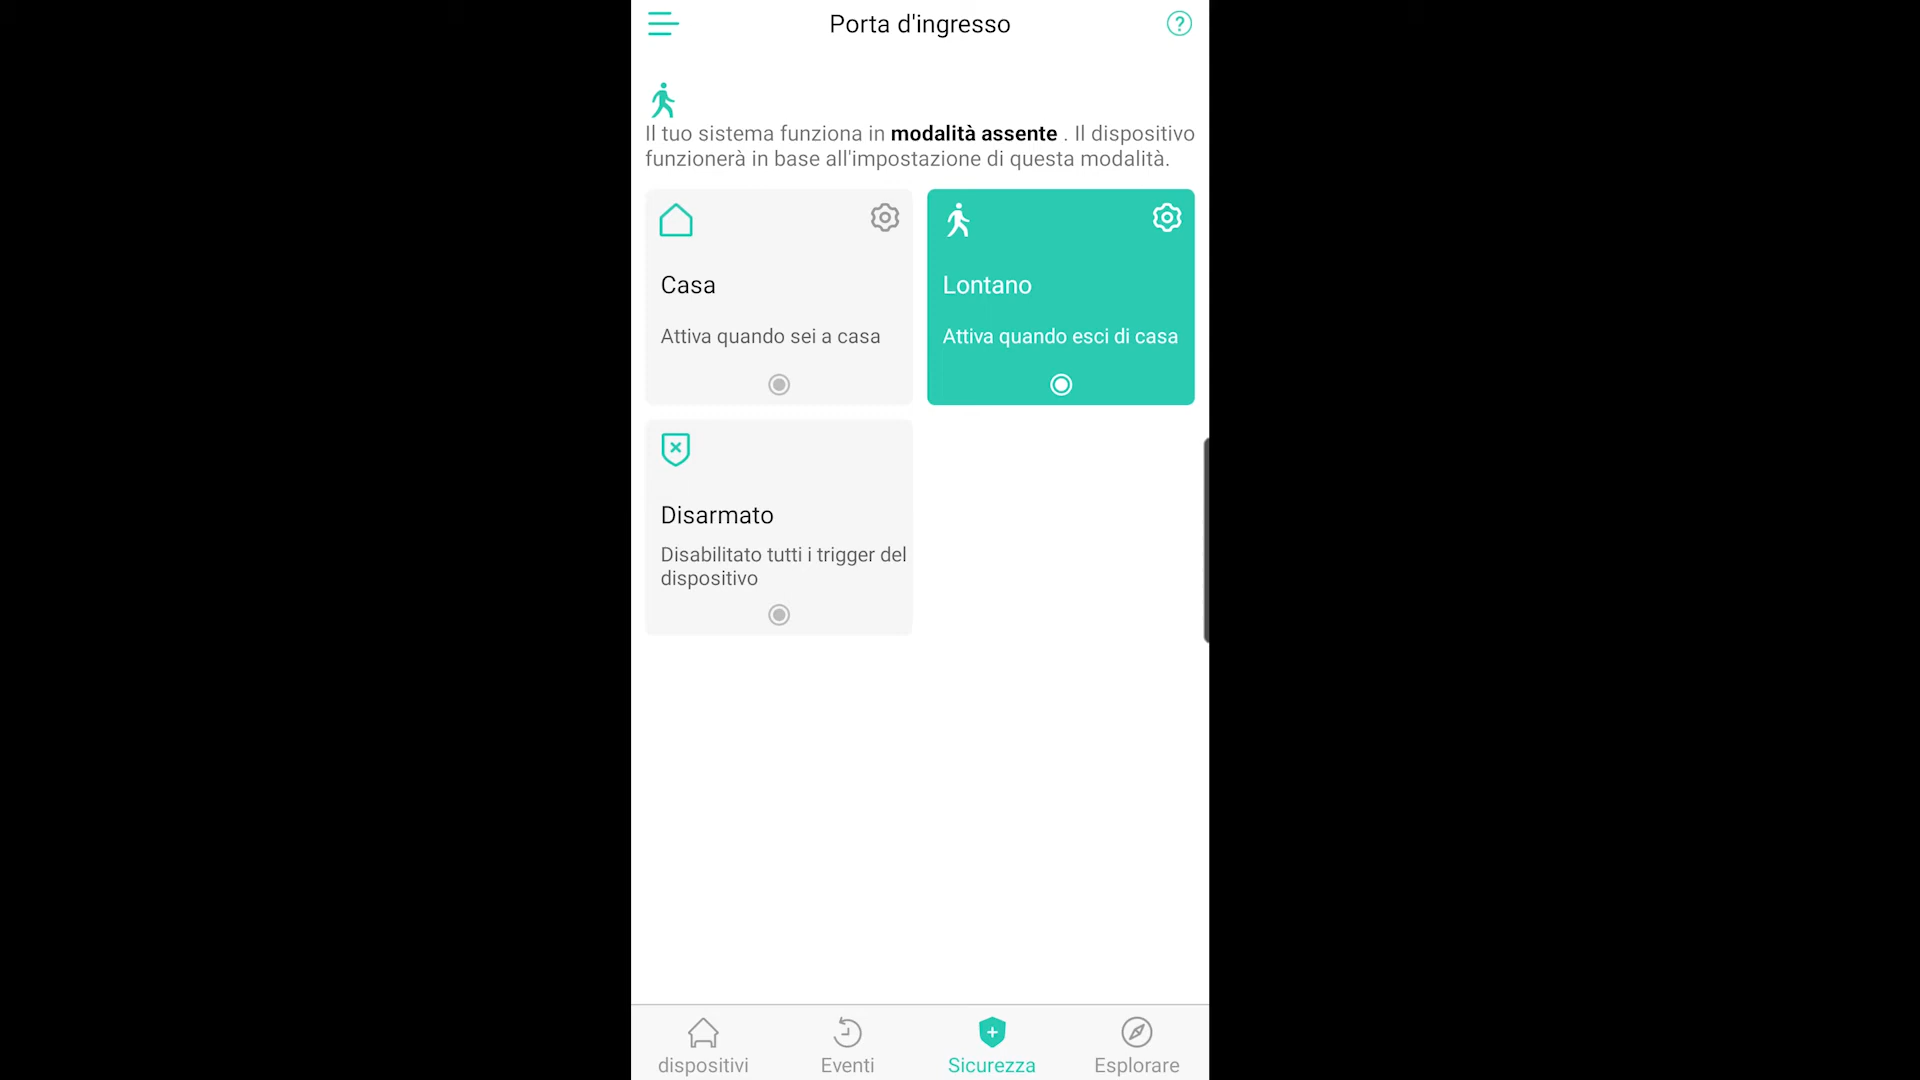 Porta d'ingresso
Il tuo sistema funziona in modalità assente . Il dispositivo
funzionerà in base all'impostazione di questa modalità.
Casa
Attiva quando sei a casa
Lontano
Attiva quando esci di casa
Disarmato
Disabilitato tutti i trigger del
dispositivo
dispositivi
Eventi
Sicurezza
Esplorare